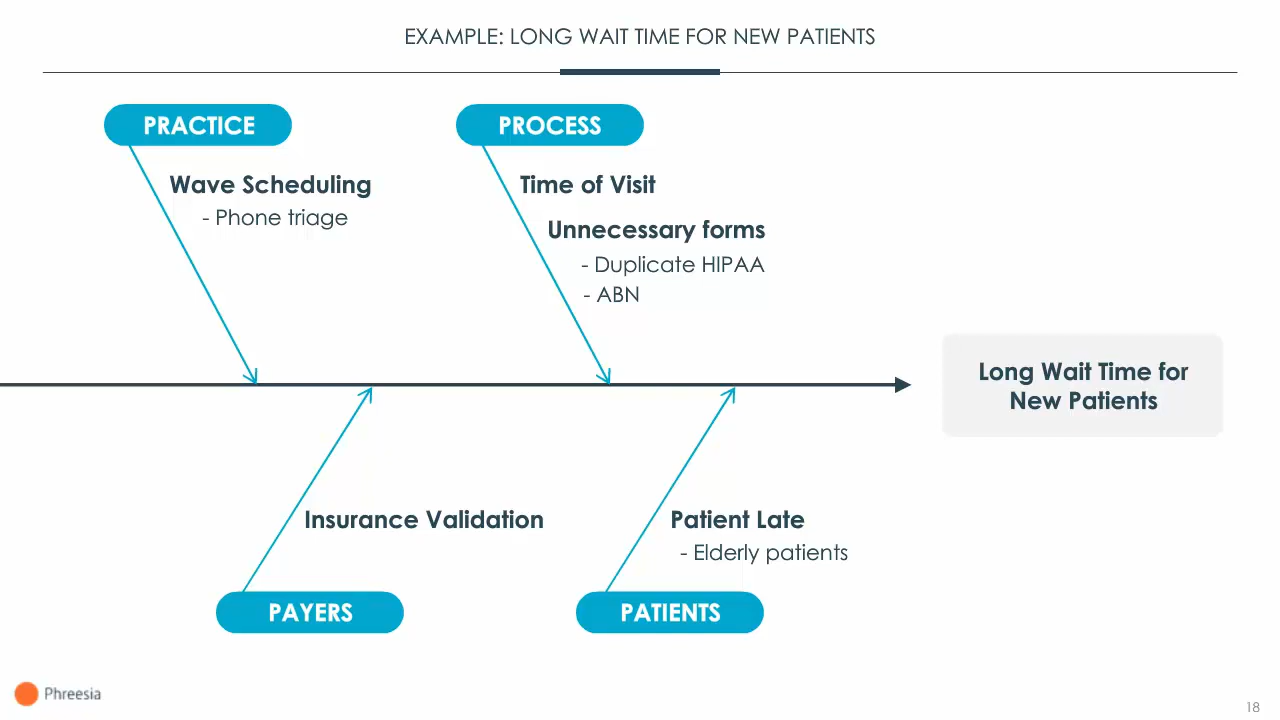 EXAMPLE: LONG WAIT TIME FOR NEW PATIENTS
PRACTICE
Wave Scheduling
- Phone triage
PROCESS
Time of Visit
Unnecessary forms
- Duplicate HIPAA
- ABN
Long Wait Time for
New Patients
Insurance Validation
PAYERS
Patient Late
- Elderly patients
PATIENTS
Phreesia
18